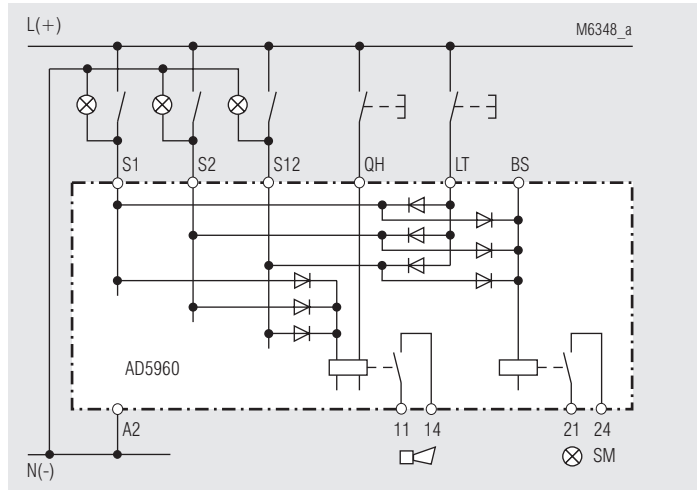 L(+)
M6348_a
S1 S2 S12 QH LT BS
AD5960
A2 11 14 21 24
SM
N(-)